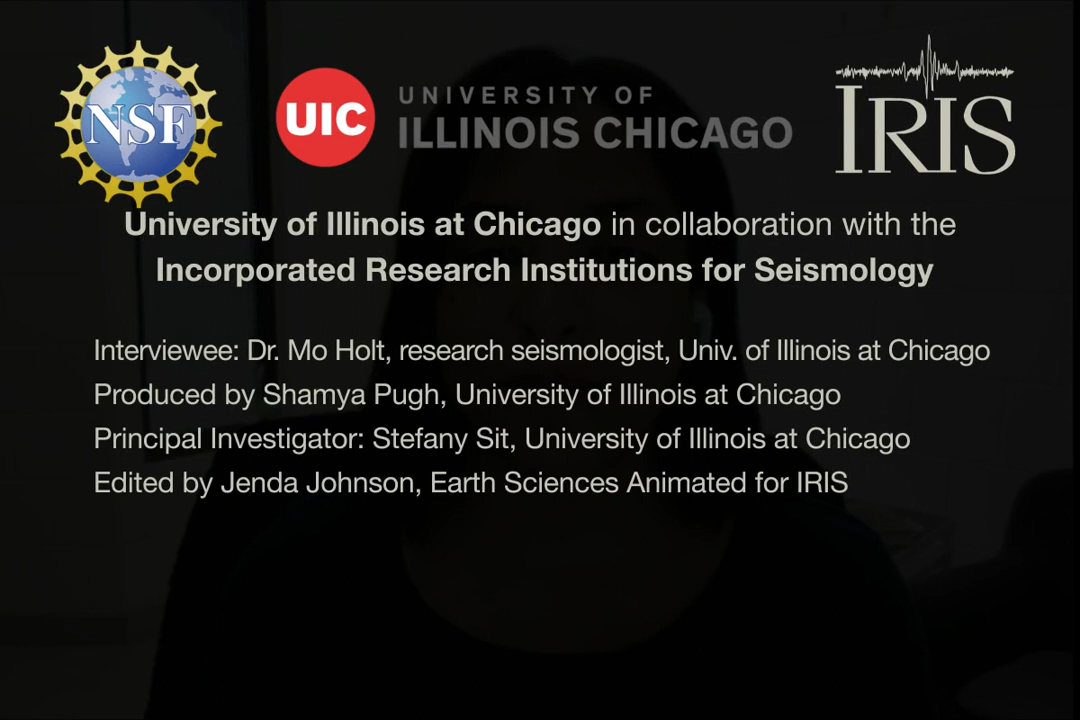 NSF
UIC
UNIVERSITY OF
ILLINOIS CHICAGO
IRIS
University of Illinois at Chicago in collaboration with the
Incorporated Research Institutions for Seismology
Interviewee: Dr. Mo Holt, research seismologist, Univ. of Illinois at Chicago
Produced by Shamya Pugh, University of Illinois at Chicago
Principal Investigator: Stefany Sit, University of Illinois at Chicago
Edited by Jenda Johnson, Earth Sciences Animated for IRIS